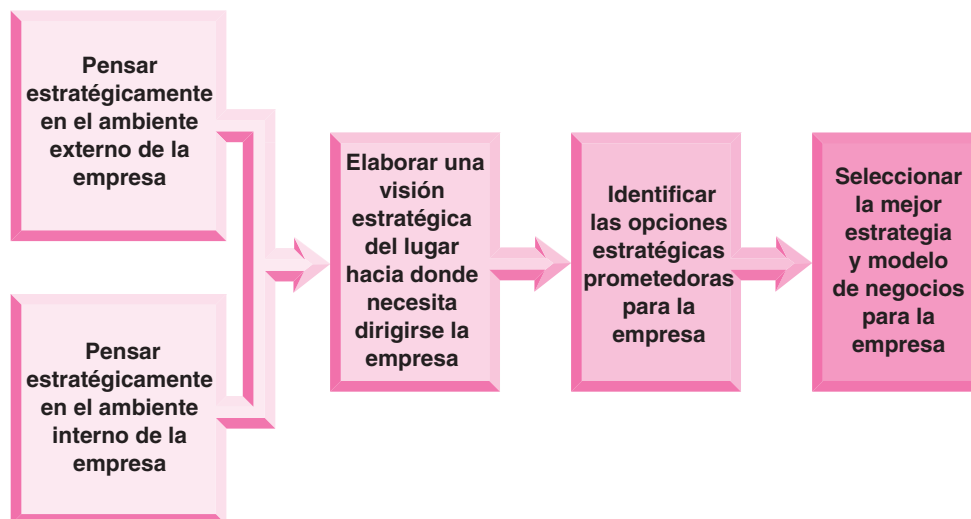 Pensar
estratégicamente
en el ambiente
externo de la
empresa
Pensar
estratégicamente
en el ambiente
interno de la
empresa
Elaborar una
visión
estratégica
del lugar
hacia donde
necesita
dirigirse la
empresa
Identificar
las opciones
estratégicas
prometedoras
para la
empresa
Seleccionar
la mejor
estrategia
y modelo
de negocios
para la
empresa